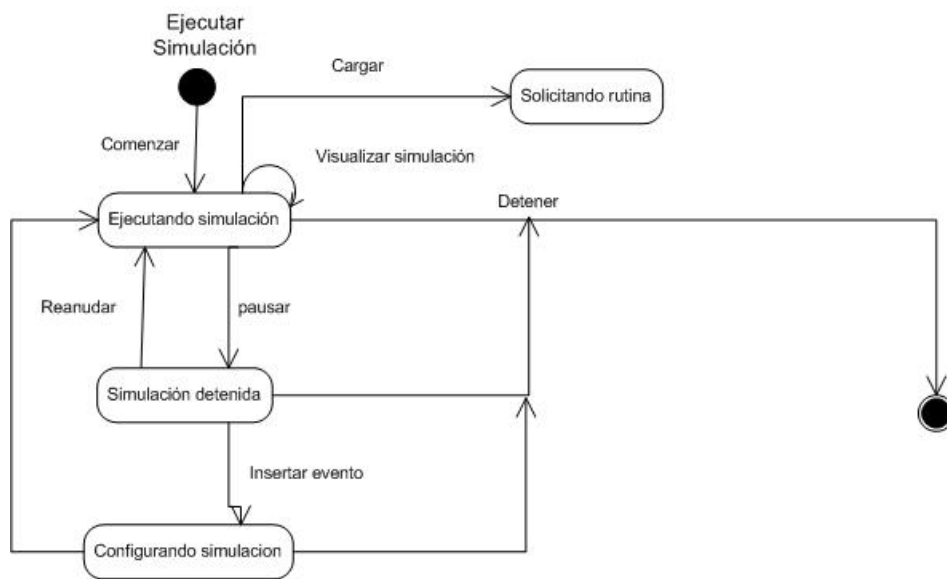 Ejecutar
Simulación
Cargar
Solicitando rutina
Comenzar
Visualizar simulación
Detener
Ejecutando simulación
Reanudar
pausar
Simulación detenida
Insertar evento
Configurando simulacion